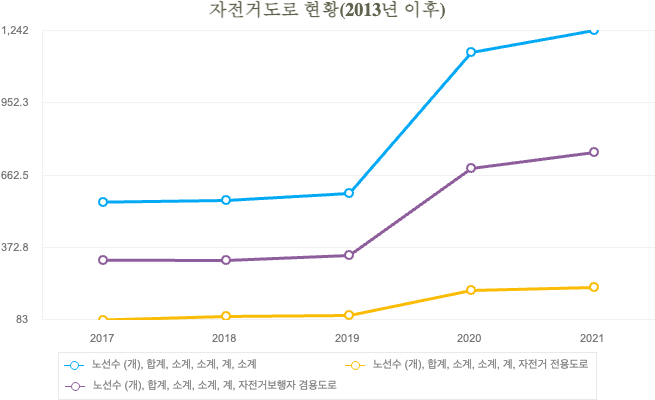 자전거도로 현황(2013년 이후)
1,242
952.3
662.5
372.8
83
2017 2018 2019 2020 2021
노선수 (개), 합계, 소계, 소계, 계, 소계 노선수 (개), 합계, 소계, 소계, 계, 자전거 전용도로
노선수 (개), 합계, 소계, 소계, 계, 자전거보행자 겸용도로